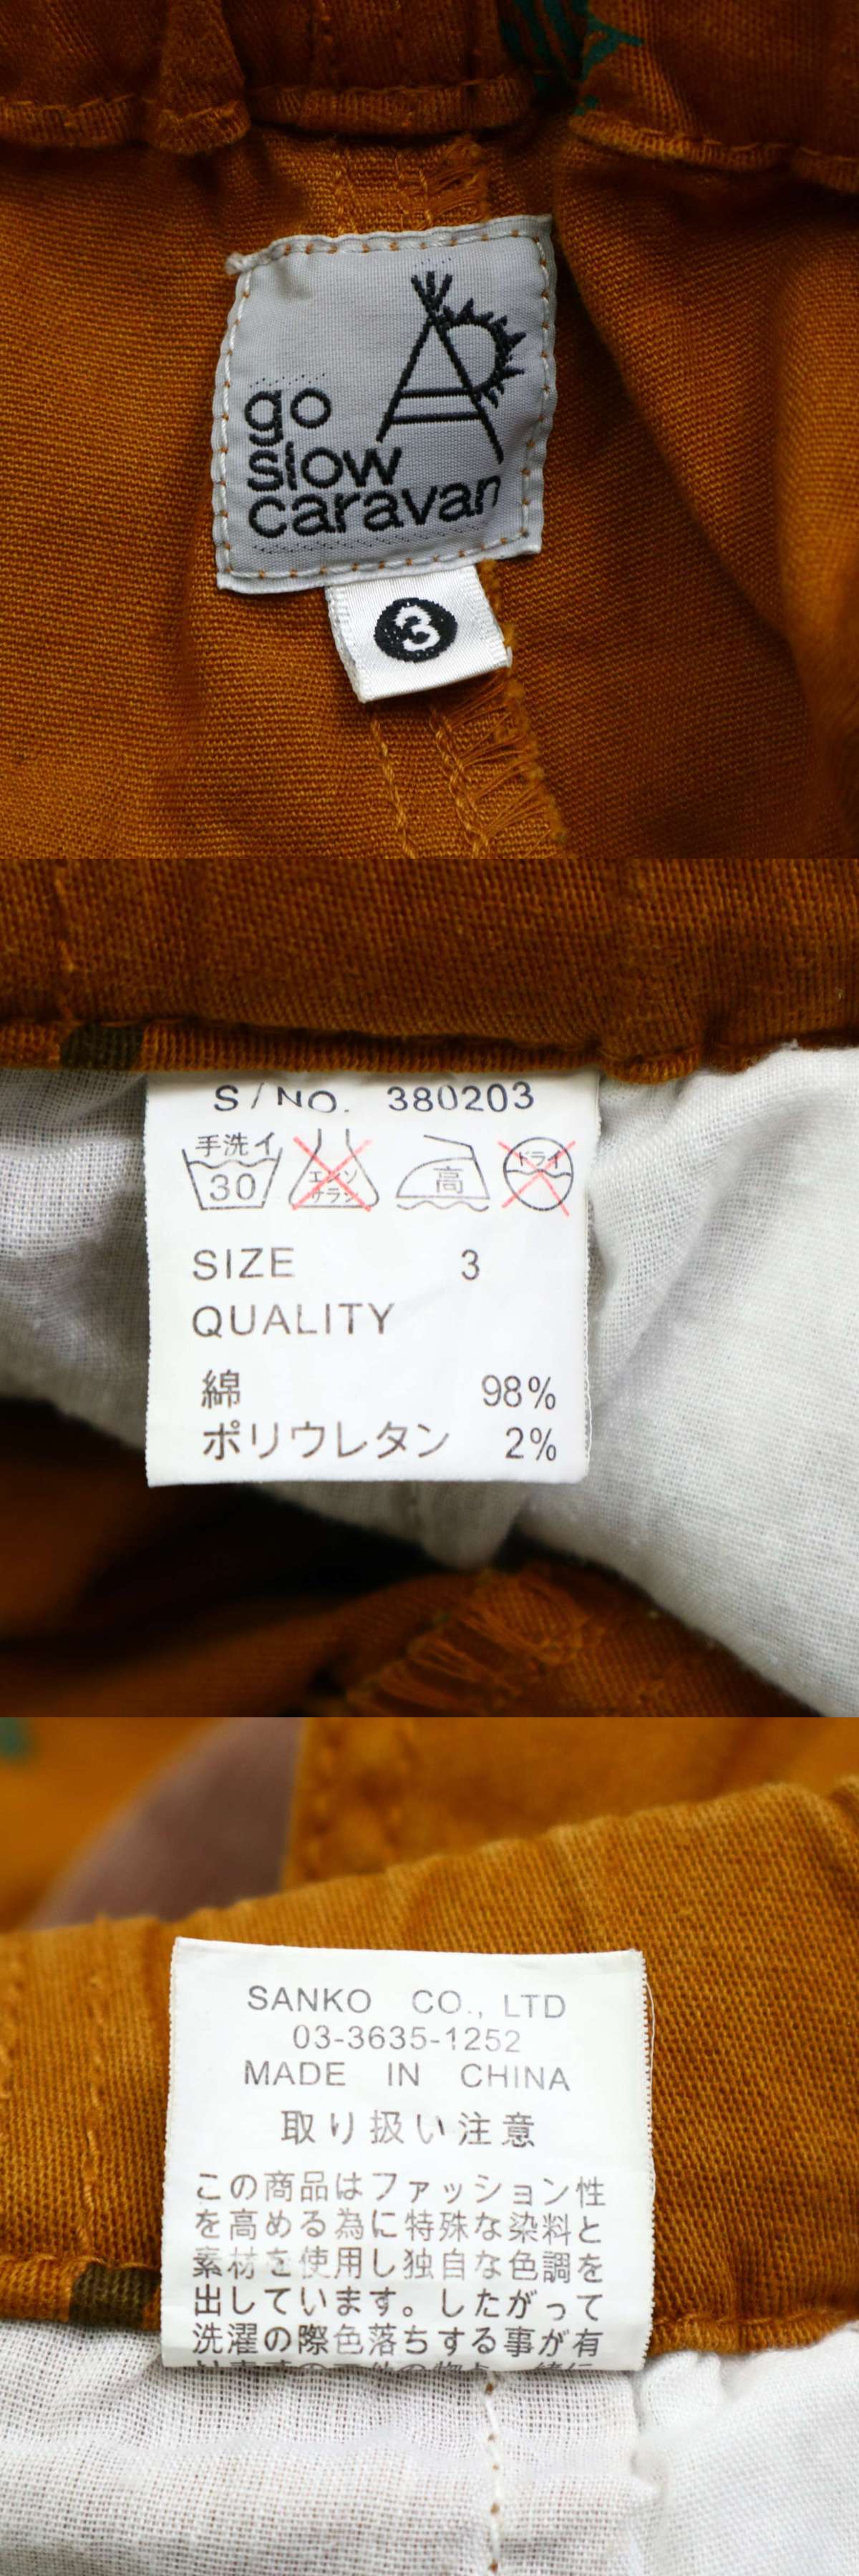 go
slow
caravan
3
S/NO. 380203
手洗イ
30
エンソ
サラシ
高
ドライ
SIZE 3
QUALITY
綿 98%
ポリウレタン 2%
SANKO CO., LTD
03-3635-1252
MADE IN CHINA
取り扱い注意
この商品はファッション性
を高める為に特殊な染料と
素材を使用し独自な色調を
出しています。したがって
洗濯の際色落ちする事が有